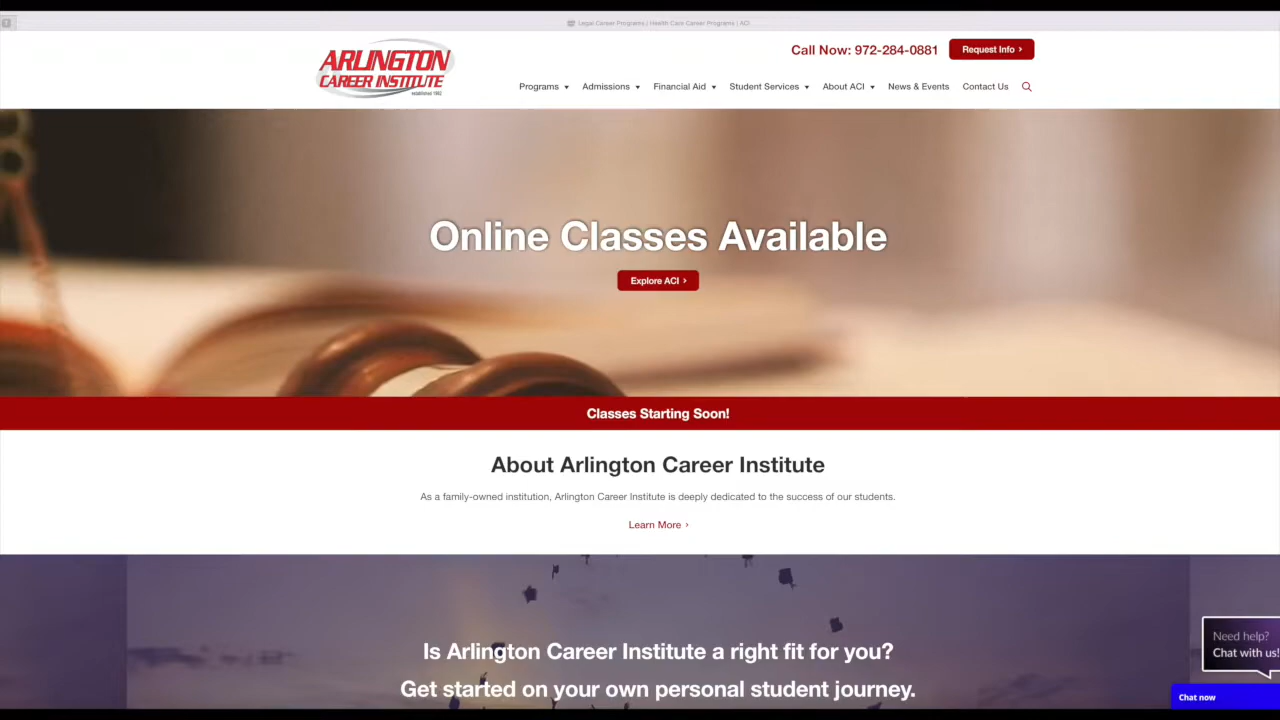 Legal Career Programs | Health Care Career Programs | ACI
ARLINGTON
CAREER INSTITUTE
established 1982
Call Now: 972-284-0881
Request Info ›
Programs
Admissions
Financial Aid
Student Services
About ACI
News & Events
Contact Us
Online Classes Available
Explore ACI ›
Classes Starting Soon!
About Arlington Career Institute
As a family-owned institution, Arlington Career Institute is deeply dedicated to the success of our students.
Learn More ›
Is Arlington Career Institute a right fit for you?
Get started on your own personal student journey.
Need help?
Chat with us!
Chat now